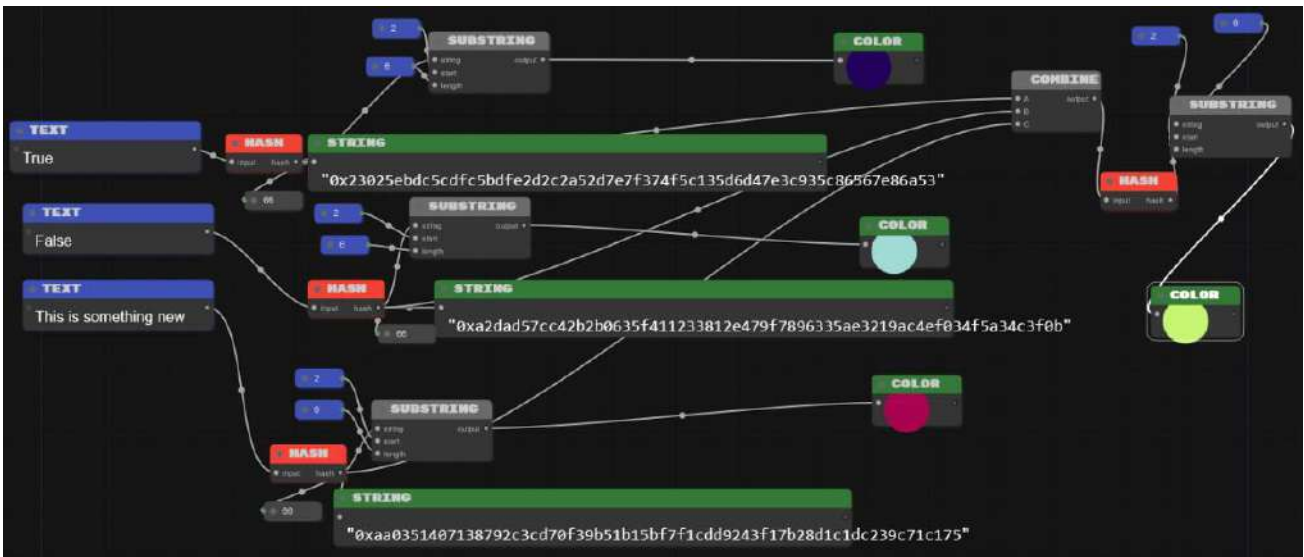 2
SUBSTRING
string output
start
length
6
COLOR
2
0
COMBINE
A output
B
C
SUBSTRING
string output
start
length
TEXT
True
HASH
input hash
STRING
"0x23025ebdc5cdfc5bdfe2d2c2a52d7e7f374f5c135d6d47e3c935c86567e86a53"
66
HASH
input hash
TEXT
False
2
6
SUBSTRING
string output
start
length
COLOR
TEXT
This is something new
HASH
input hash
STRING
"0xa2dad57cc42b2b0635f411233812e479f7896335ae3219ac4ef034f5a34c3f0b"
66
COLOR
2
SUBSTRING
string output
start
length
COLOR
HASH
input hash
STRING
"0xaa0351407138792c3cd70f39b51b15bf7f1cdd9243f17b28d1c1dc239c71c175"